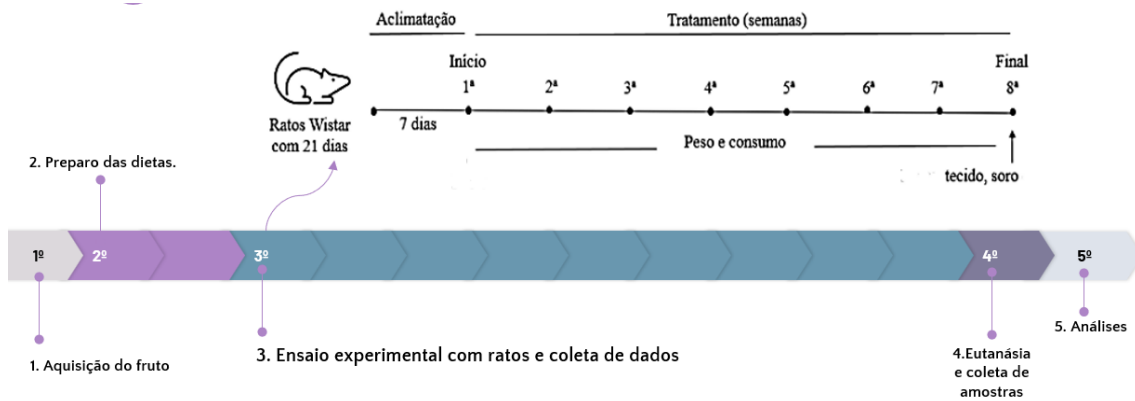 Aclimatação
Tratamento (semanas)
Início
Final
1ª
2ª
3ª
4ª
5ª
6ª
7ª
8ª
Ratos Wistar
com 21 dias
7 dias
Peso e consumo
tecido, soro
2. Preparo das dietas.
1º
2º
3º
4º
5º
1. Aquisição do fruto
3. Ensaio experimental com ratos e coleta de dados
4.Eutanásia
e coleta de
amostras
5. Análises